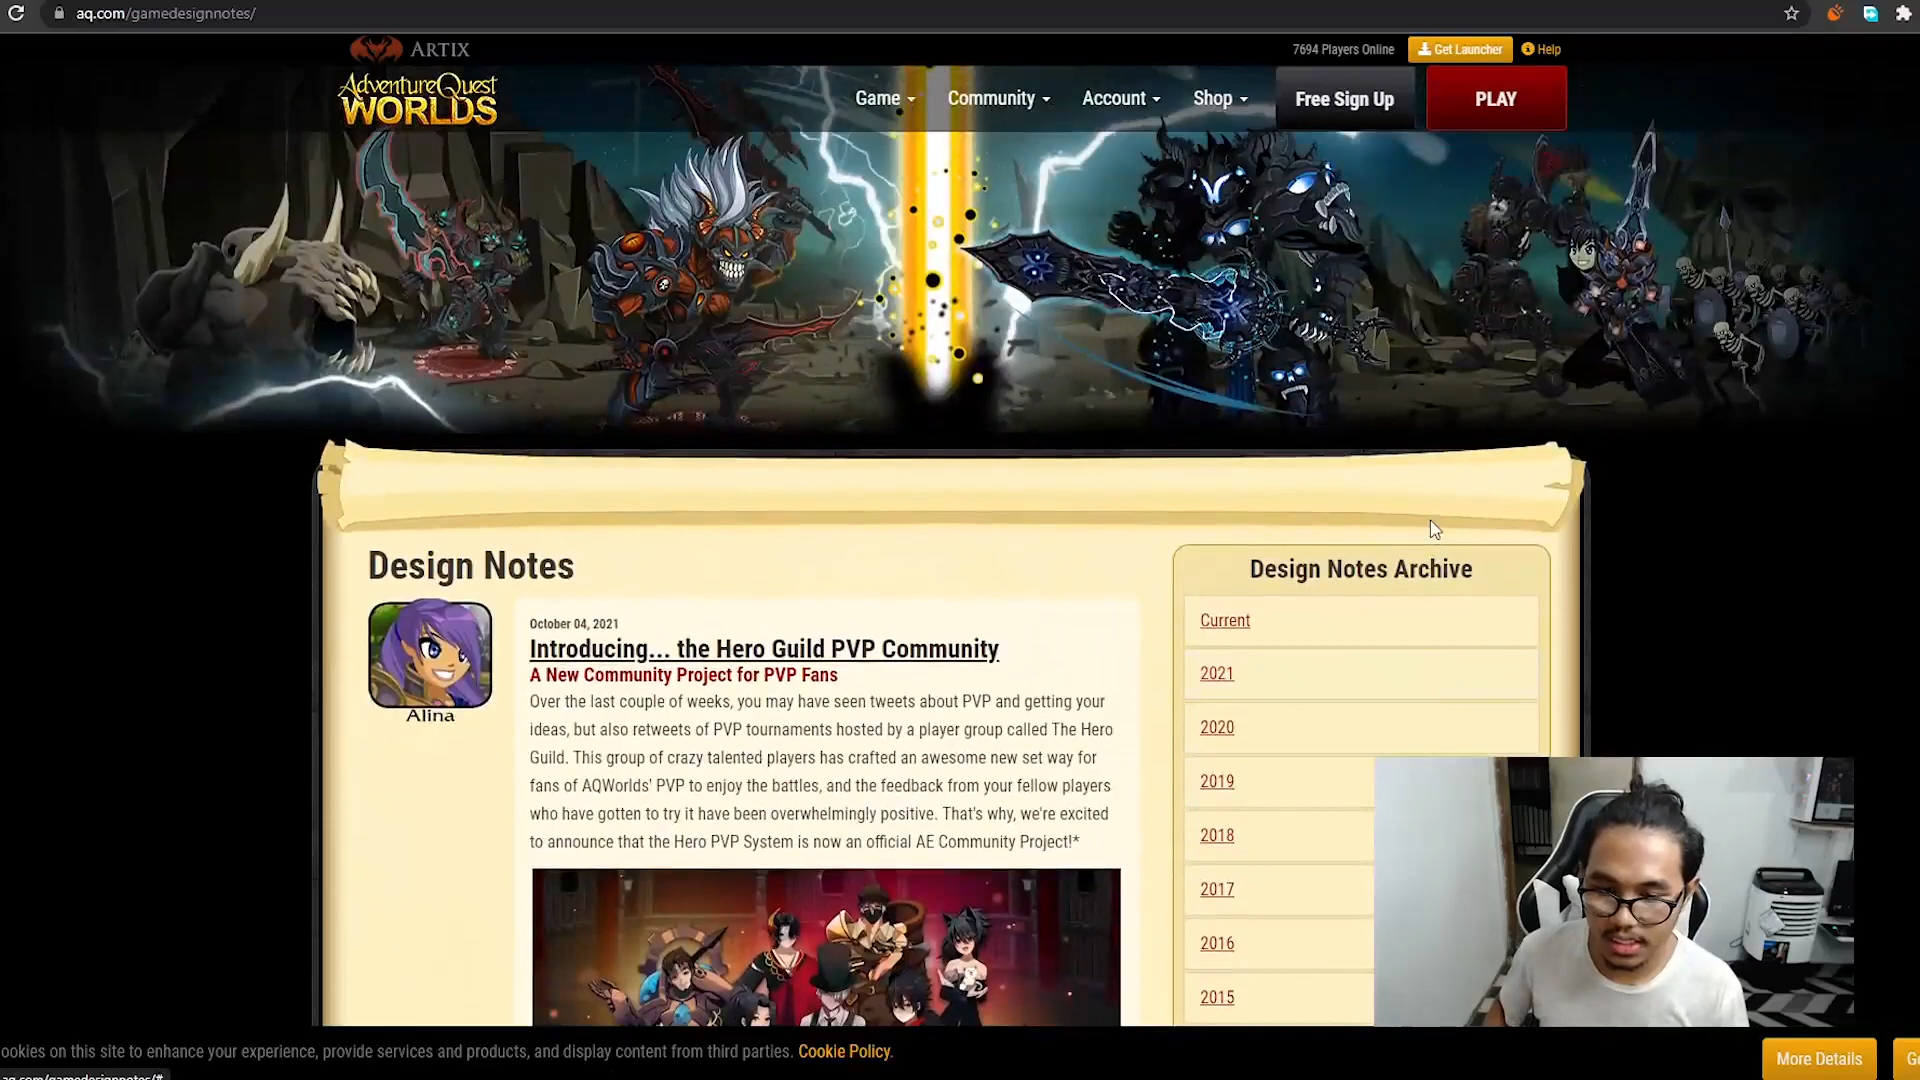 aq.com/gamedesignnotes/
ARTIX
7694 Players Online
Get Launcher
Help
AdventureQuest
WORLDS
Game
Community
Account
Shop
Free Sign Up
PLAY
Design Notes
Alina
October 04, 2021
Introducing... the Hero Guild PVP Community
A New Community Project for PVP Fans
Over the last couple of weeks, you may have seen tweets about PVP and getting your
ideas, but also retweets of PVP tournaments hosted by a player group called The Hero
Guild. This group of crazy talented players has crafted an awesome new set way for
fans of AQWorlds' PVP to enjoy the battles, and the feedback from your fellow players
who have gotten to try it have been overwhelmingly positive. That's why, we're excited
to announce that the Hero PVP System is now an official AE Community Project!*
Design Notes Archive
Current
2021
2020
2019
2018
2017
2016
2015
ookies on this site to enhance your experience, provide services and products, and display content from third parties. Cookie Policy.
More Details
G
aq.com/gamedesignnotes/#